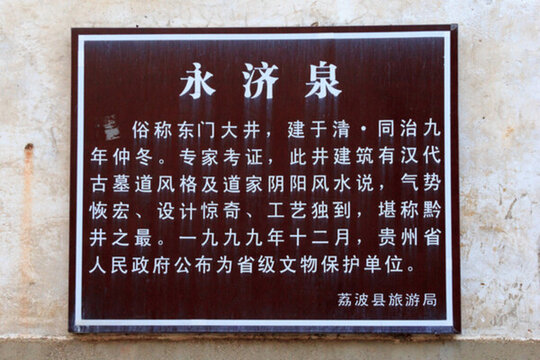 永济泉
俗称东门大井，建于清·同治九
年仲冬。专家考证，此井建筑有汉代
古墓道风格及道家阴阳风水说，气势
恢宏、设计惊奇、工艺独到，堪称黔
井之最。一九九九年十二月，贵州省
人民政府公布为省级文物保护单位。
荔波县旅游局